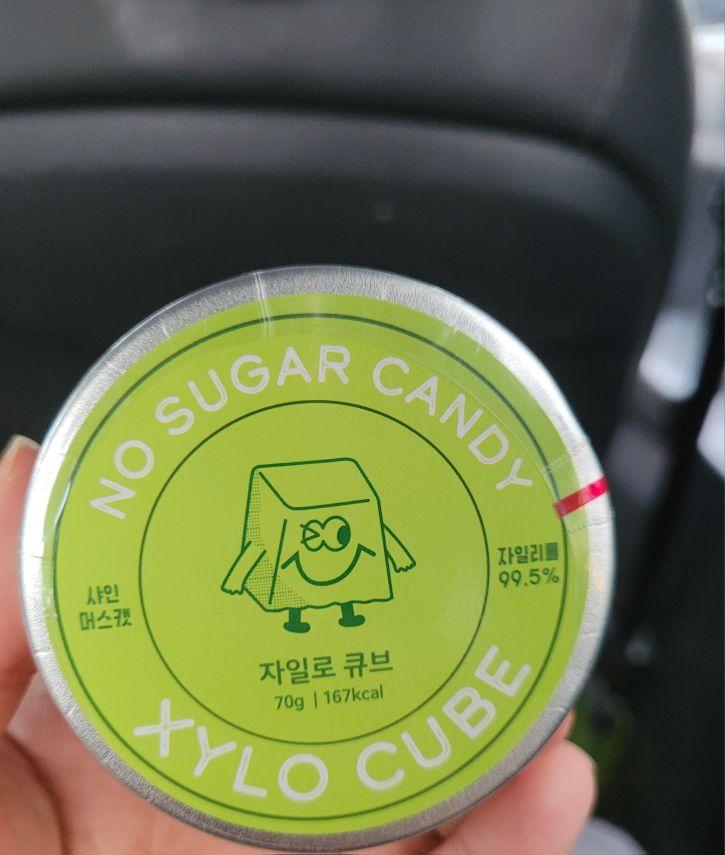 NO SUGAR CANDY
샤인
머스캣
자일리톨
99.5%
자일로 큐브
70g | 167kcal
XYLO CUBE